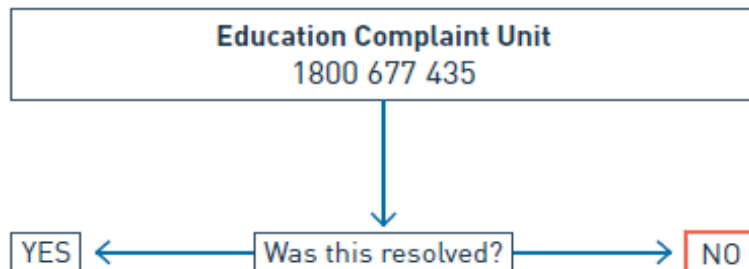 Education Complaint Unit
1800 677 435
YES
Was this resolved?
NO